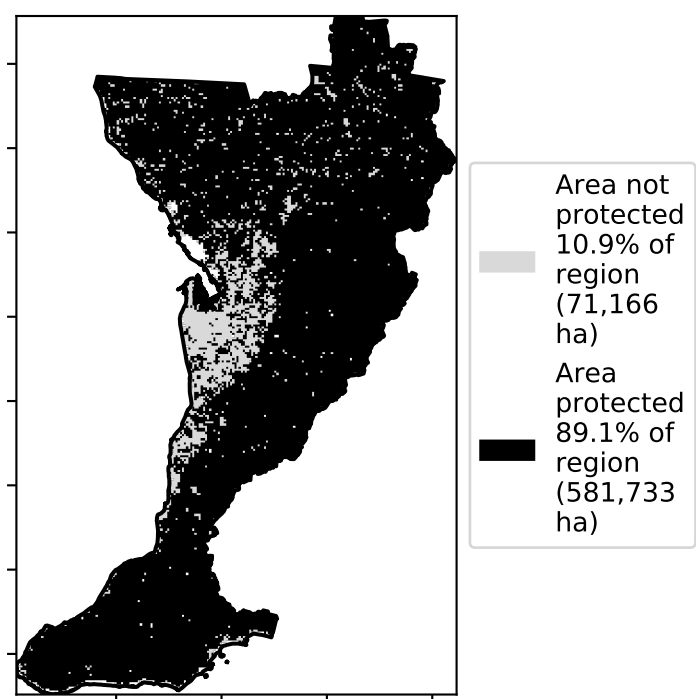 Area not
protected
10.9% of
region
(71,166
ha)
Area
protected
89.1% of
region
(581,733
ha)